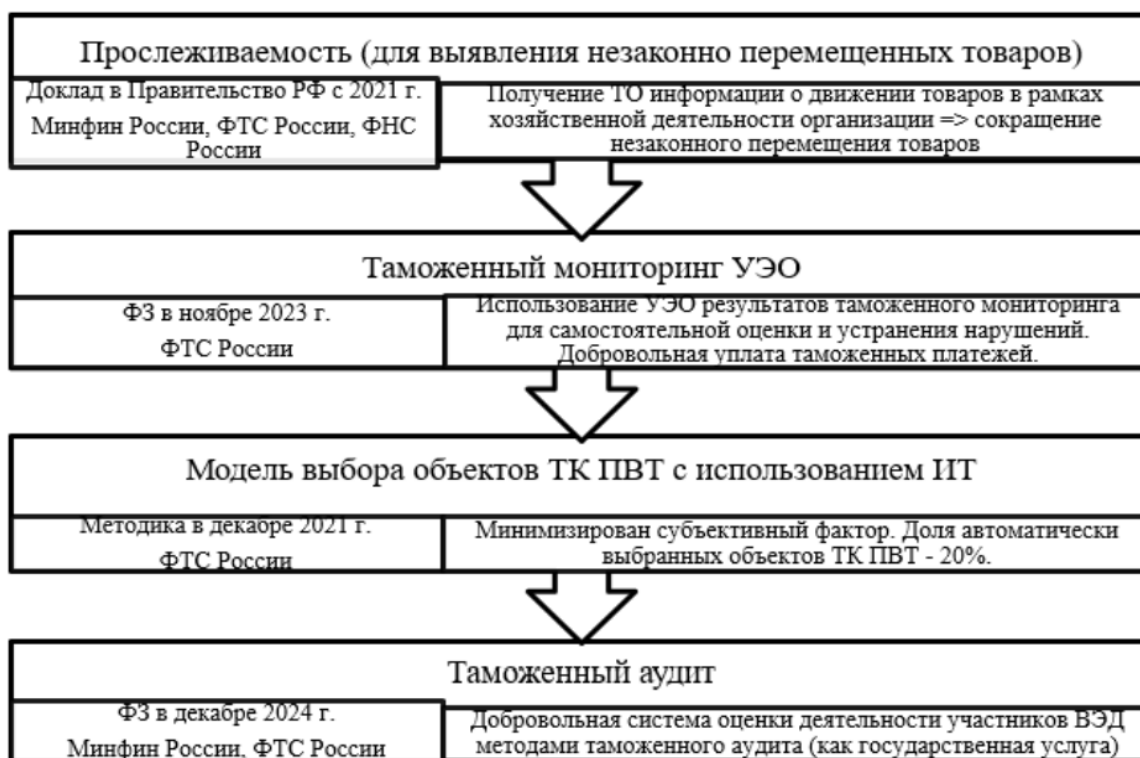 Прослеживаемость (для выявления незаконно перемещенных товаров)
Доклад в Правительство РФ с 2021 г.
Минфин России, ФТС России, ФНС
России
Получение ТО информации о движении товаров в рамках
хозяйственной деятельности организации => сокращение
незаконного перемещения товаров
Таможенный мониторинг УЭО
ФЗ в ноябре 2023 г.
ФТС России
Использование УЭО результатов таможенного мониторинга
для самостоятельной оценки и устранения нарушений.
Добровольная уплата таможенных платежей.
Модель выбора объектов ТК ПВТ с использованием ИТ
Методика в декабре 2021 г.
ФТС России
Минимизирован субъективный фактор. Доля автоматически
выбранных объектов ТК ПВТ - 20%.
Таможенный аудит
ФЗ в декабре 2024 г.
Минфин России, ФТС России
Добровольная система оценки деятельности участников ВЭД
методами таможенного аудита (как государственная услуга)